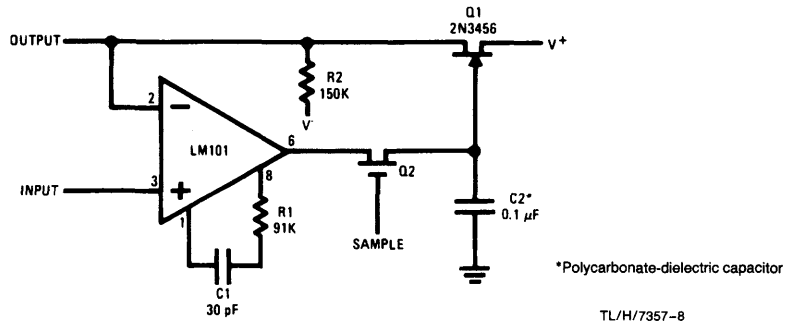 Q1
2N3456
OUTPUT
V+
R2
150K
V-
2
LM101
6
8
Q2
INPUT
3
1
R1
91K
SAMPLE
C2*
0.1 µF
C1
30 pF
*Polycarbonate-dielectric capacitor
TL/H/7357–8